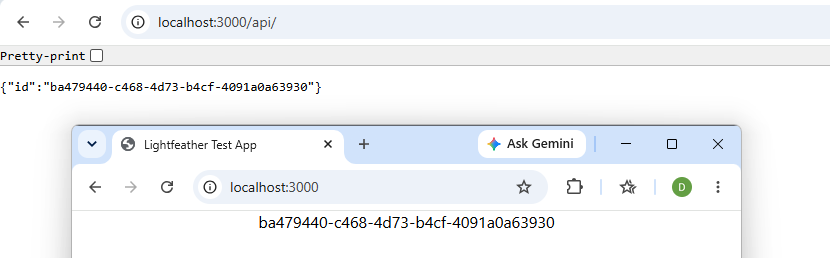 localhost:3000/api/
Pretty-print
{"id":"ba479440-c468-4d73-b4cf-4091a0a63930"}
Lightfeather Test App
Ask Gemini
localhost:3000
D
ba479440-c468-4d73-b4cf-4091a0a63930